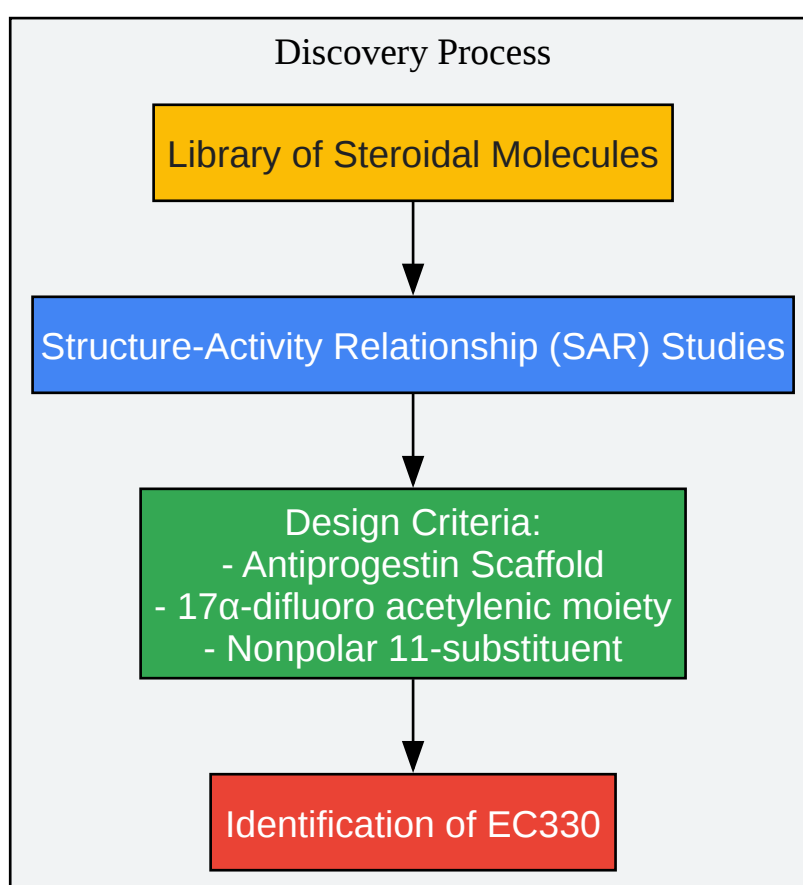 Discovery Process
Library of Steroidal Molecules
Structure-Activity Relationship (SAR) Studies
Design Criteria:
- Antiprogestin Scaffold
- 17α-difluoro acetylenic moiety
- Nonpolar 11-substituent
Identification of EC330